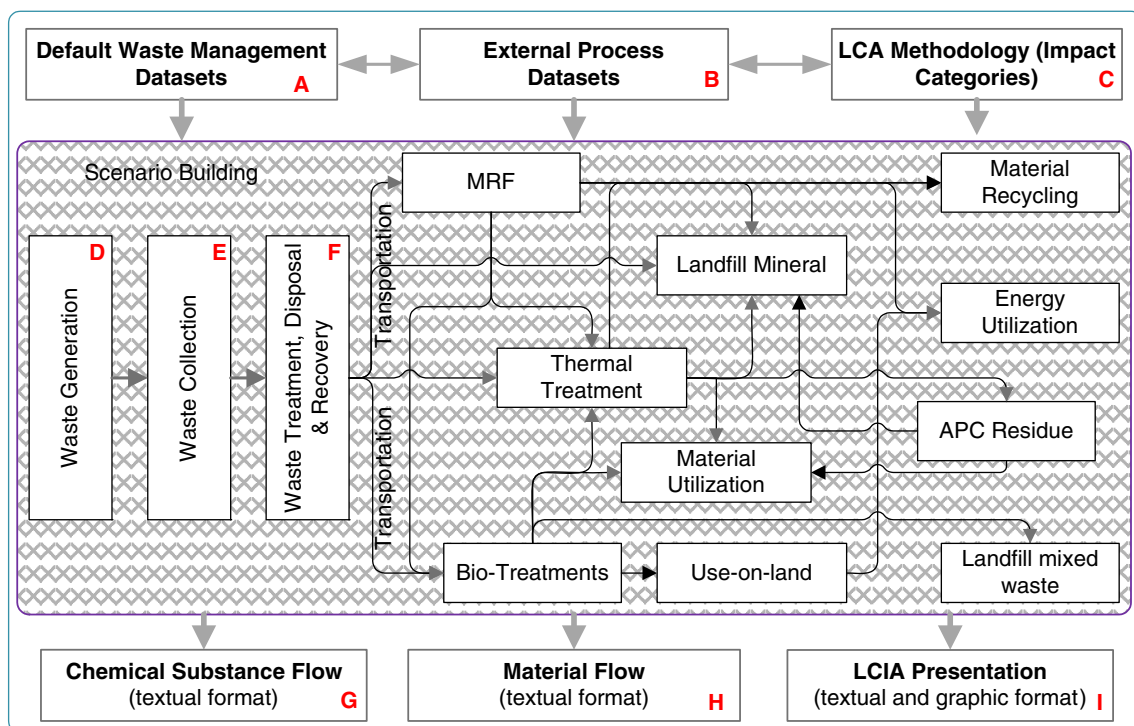 Default Waste Management
Datasets
A
External Process
Datasets
B
LCA Methodology (Impact
Categories)
C
Scenario Building
D
Waste Generation
E
Waste Collection
F
Waste Treatment, Disposal
& Recovery
Transportation
Transportation
MRF
Material
Recycling
Landfill Mineral
Energy
Utilization
Thermal
Treatment
APC Residue
Material
Utilization
Bio-Treatments
Use-on-land
Landfill mixed
waste
Chemical Substance Flow
(textual format)
G
Material Flow
(textual format)
H
LCIA Presentation
(textual and graphic format)
I